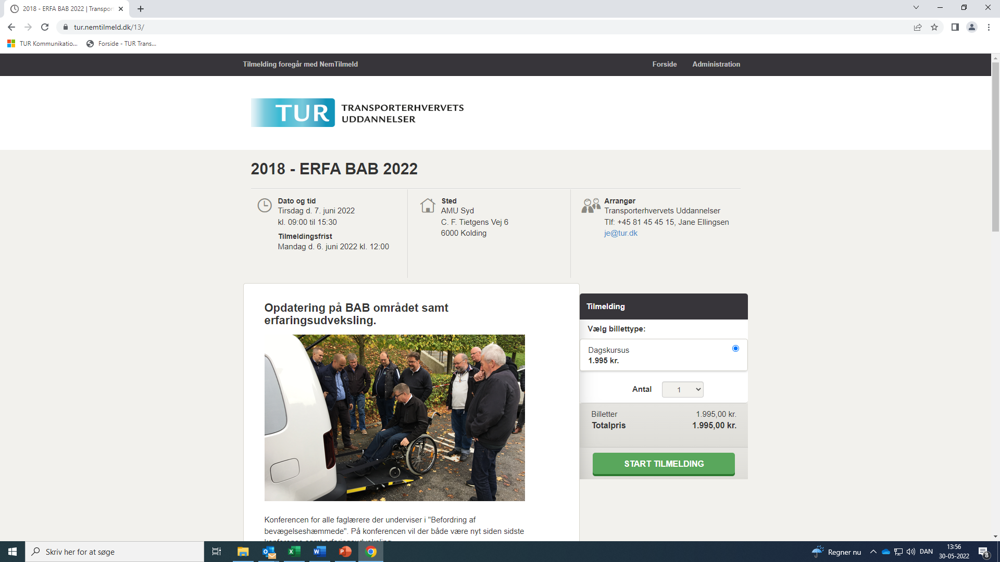 2018 - ERFA BAB 2022 | Transpor
tur.nemtilmeld.dk/13/
TUR Kommunikatio...
Forside - TUR Trans...
Tilmelding foregår med NemTilmeld
Forside
Administration
TUR
TRANSPORTERHVERVETS
UDDANNELSER
2018 - ERFA BAB 2022
Dato og tid
Tirsdag d. 7. juni 2022
kl. 09:00 til 15:30
Tilmeldingsfrist
Mandag d. 6. juni 2022 kl. 12:00
Sted
AMU Syd
C. F. Tietgens Vej 6
6000 Kolding
Arrangør
Transporterhvervets Uddannelser
Tlf: +45 81 45 45 15, Jane Ellingsen
je@tur.dk
Opdatering på BAB området samt
erfaringsudveksling.
Konferencen for alle faglærere der underviser i "Befordring af
bevægelseshæmmede". På konferencen vil der både være nyt siden sidste
konference samt erfaringsudveksling
Tilmelding
Vælg billettype:
Dagskursus
1.995 kr.
Antal 1
Billetter 1.995,00 kr.
Totalpris 1.995,00 kr.
START TILMELDING
Skriv her for at søge
Regner nu
DAN
13:56
30-05-2022
8